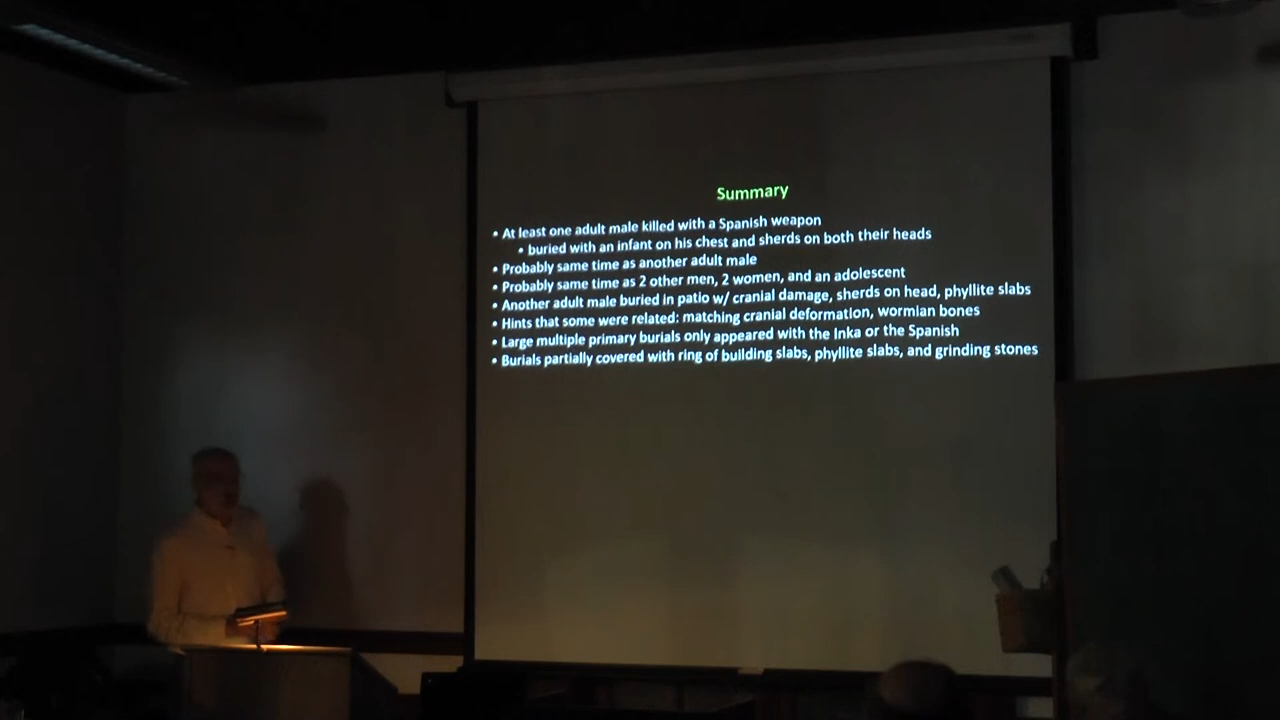 Summary
• At least one adult male killed with a Spanish weapon
• buried with an infant on his chest and sherds on both their heads
• Probably same time as another adult male
• Probably same time as 2 other men, 2 women, and an adolescent
• Another adult male buried in patio w/ cranial damage, sherds on head, phyllite slabs
• Hints that some were related: matching cranial deformation, wormian bones
• Large multiple primary burials only appeared with the Inka or the Spanish
• Burials partially covered with ring of building slabs, phyllite slabs, and grinding stones